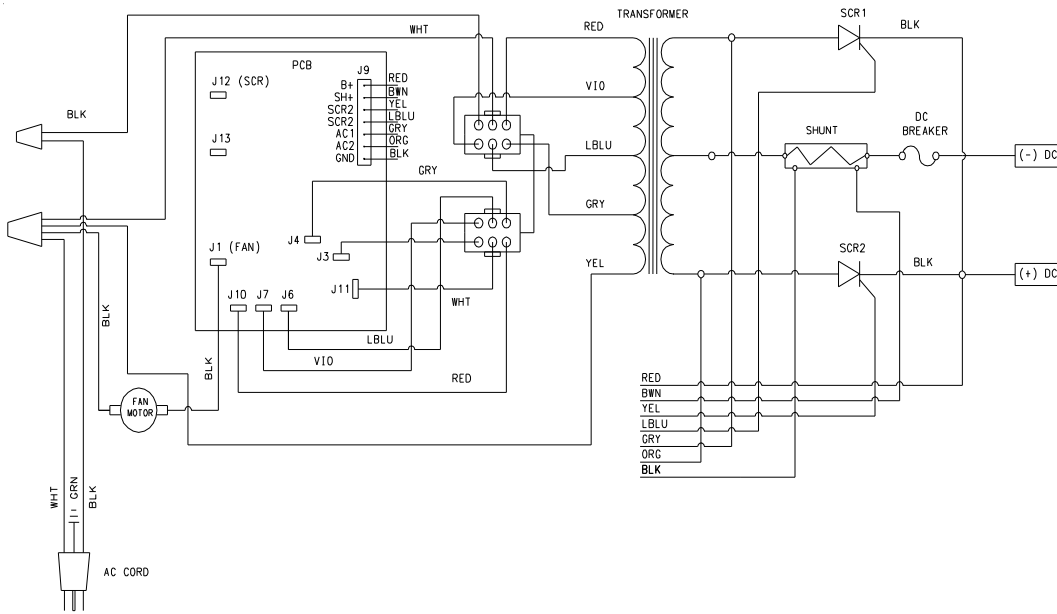 TRANSFORMER
SCR1
RED
BLK
WHT
PCB
J9
J12 (SCR)
B+
RED
SH+
BWN
SCR2
YEL
SCR2
LBLU
AC1
GRY
AC2
ORG
GND
BLK
VIO
BLK
J13
SHUNT
DC
BREAKER
LBLU
(-) DC
GRY
GRY
J4
J1 (FAN)
J3
YEL
SCR2
BLK
(+) DC
J11
WHT
J10
J7
J6
BLK
LBLU
VIO
BLK
RED
RED
BWN
YEL
LBLU
GRY
ORG
BLK
FAN
MOTOR
WHT
GRN
BLK
AC CORD